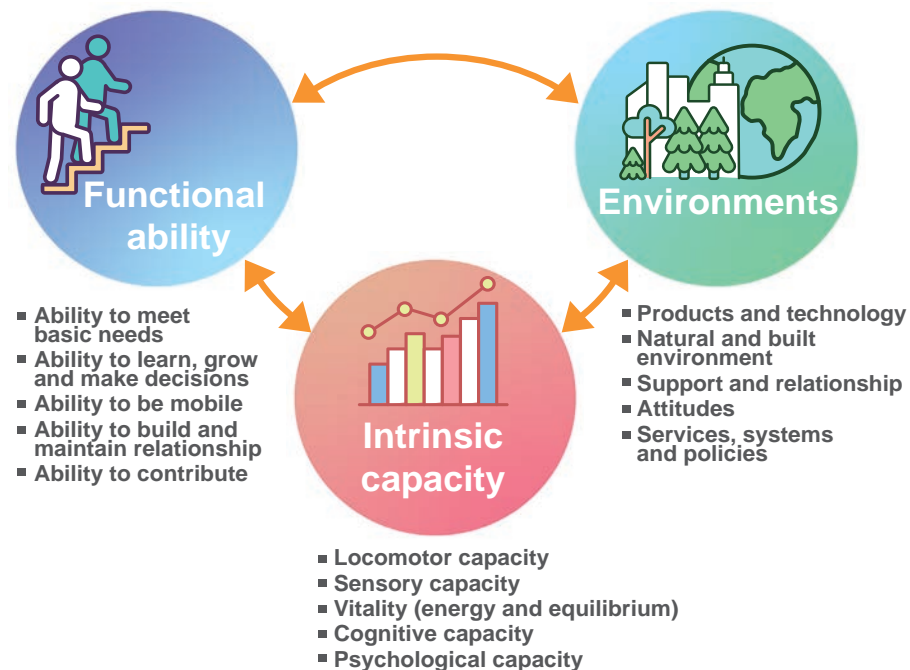 Functional
ability
■ Ability to meet
basic needs
■ Ability to learn, grow
and make decisions
■ Ability to be mobile
■ Ability to build and
maintain relationship
■ Ability to contribute
Environments
■ Products and technology
■ Natural and built
environment
■ Support and relationship
■ Attitudes
■ Services, systems
and policies
Intrinsic
capacity
■ Locomotor capacity
■ Sensory capacity
■ Vitality (energy and equilibrium)
■ Cognitive capacity
■ Psychological capacity